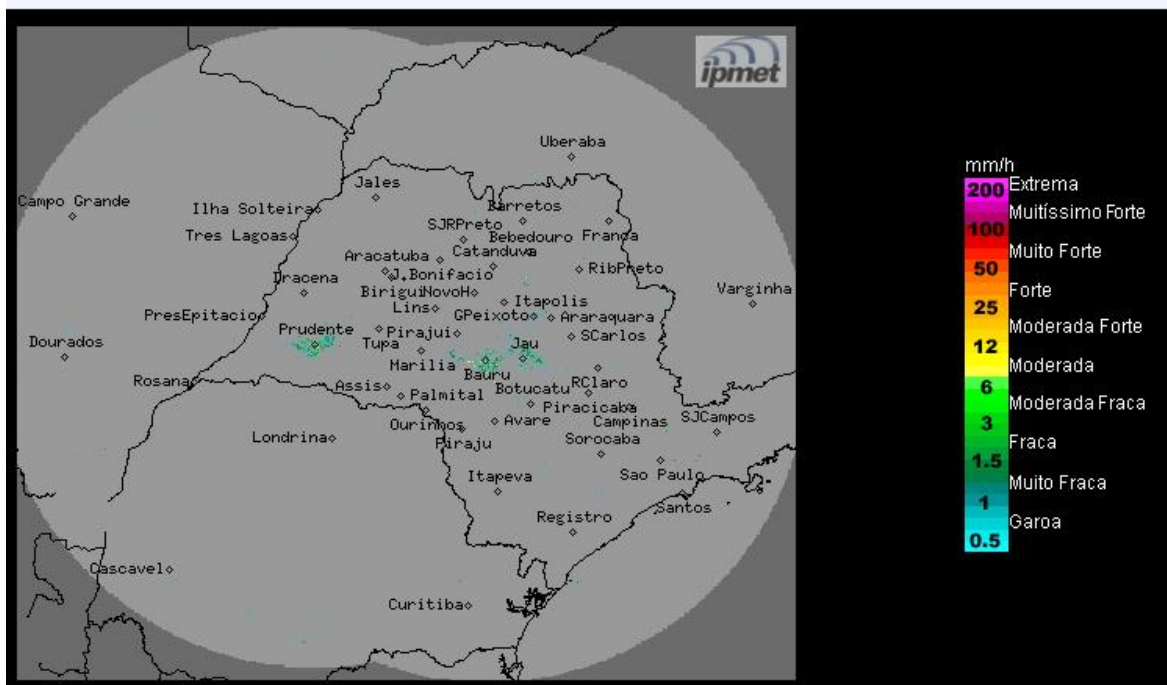 ipmet
Uberaba
Jales
Campo Grande
Ilha Solteira
Barretos
SJRPreto
Tres Lagoas
Bebedouro
Franca
Aracatuba
Catanduva
J.Bonifacio
RibPreto
Dracena
Birigui
NovoH
Varginha
Itapolis
Lins
PresEpitacio
GPeixoto
Araraquara
Prudente
Pirajui
SCarlos
Dourados
Tupa
Jau
Marilia
Bauru
Rosana
Assis
Botucatu
RClaro
Palmital
Piracicaba
Ourinhos
Avare
Campinas
SJCampos
Londrina
Piraju
Sorocaba
Itapeva
Sao Paulo
Santos
Registro
Cascavel
Curitiba
mm/h
200 Extrema
Muitíssimo Forte
100
Muito Forte
50
Forte
25
Moderada Forte
12
Moderada
6
Moderada Fraca
3
Fraca
1.5
Muito Fraca
1
Garoa
0.5